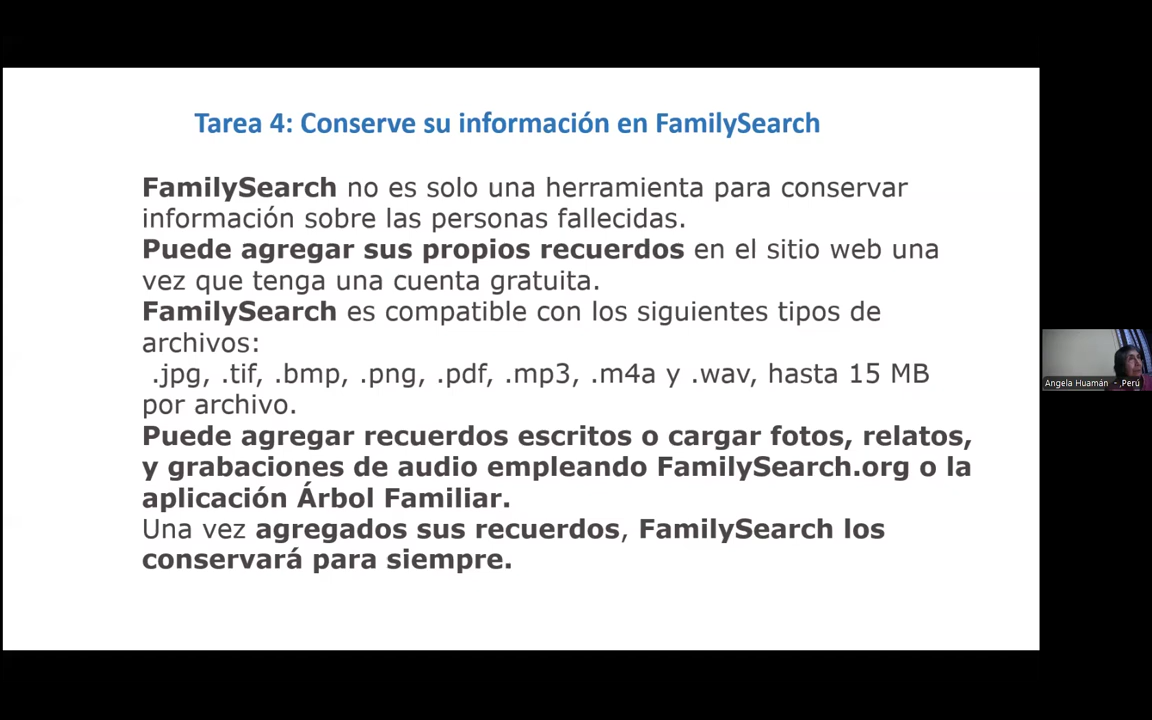 Tarea 4: Conserve su información en FamilySearch
FamilySearch no es solo una herramienta para conservar
información sobre las personas fallecidas.
Puede agregar sus propios recuerdos en el sitio web una
vez que tenga una cuenta gratuita.
FamilySearch es compatible con los siguientes tipos de
archivos:
.jpg, .tif, .bmp, .png, .pdf, .mp3, .m4a y .wav, hasta 15 MB
por archivo.
Puede agregar recuerdos escritos o cargar fotos, relatos,
y grabaciones de audio empleando FamilySearch.org o la
aplicación Árbol Familiar.
Una vez agregados sus recuerdos, FamilySearch los
conservará para siempre.
Angela Huamán - ,Perú